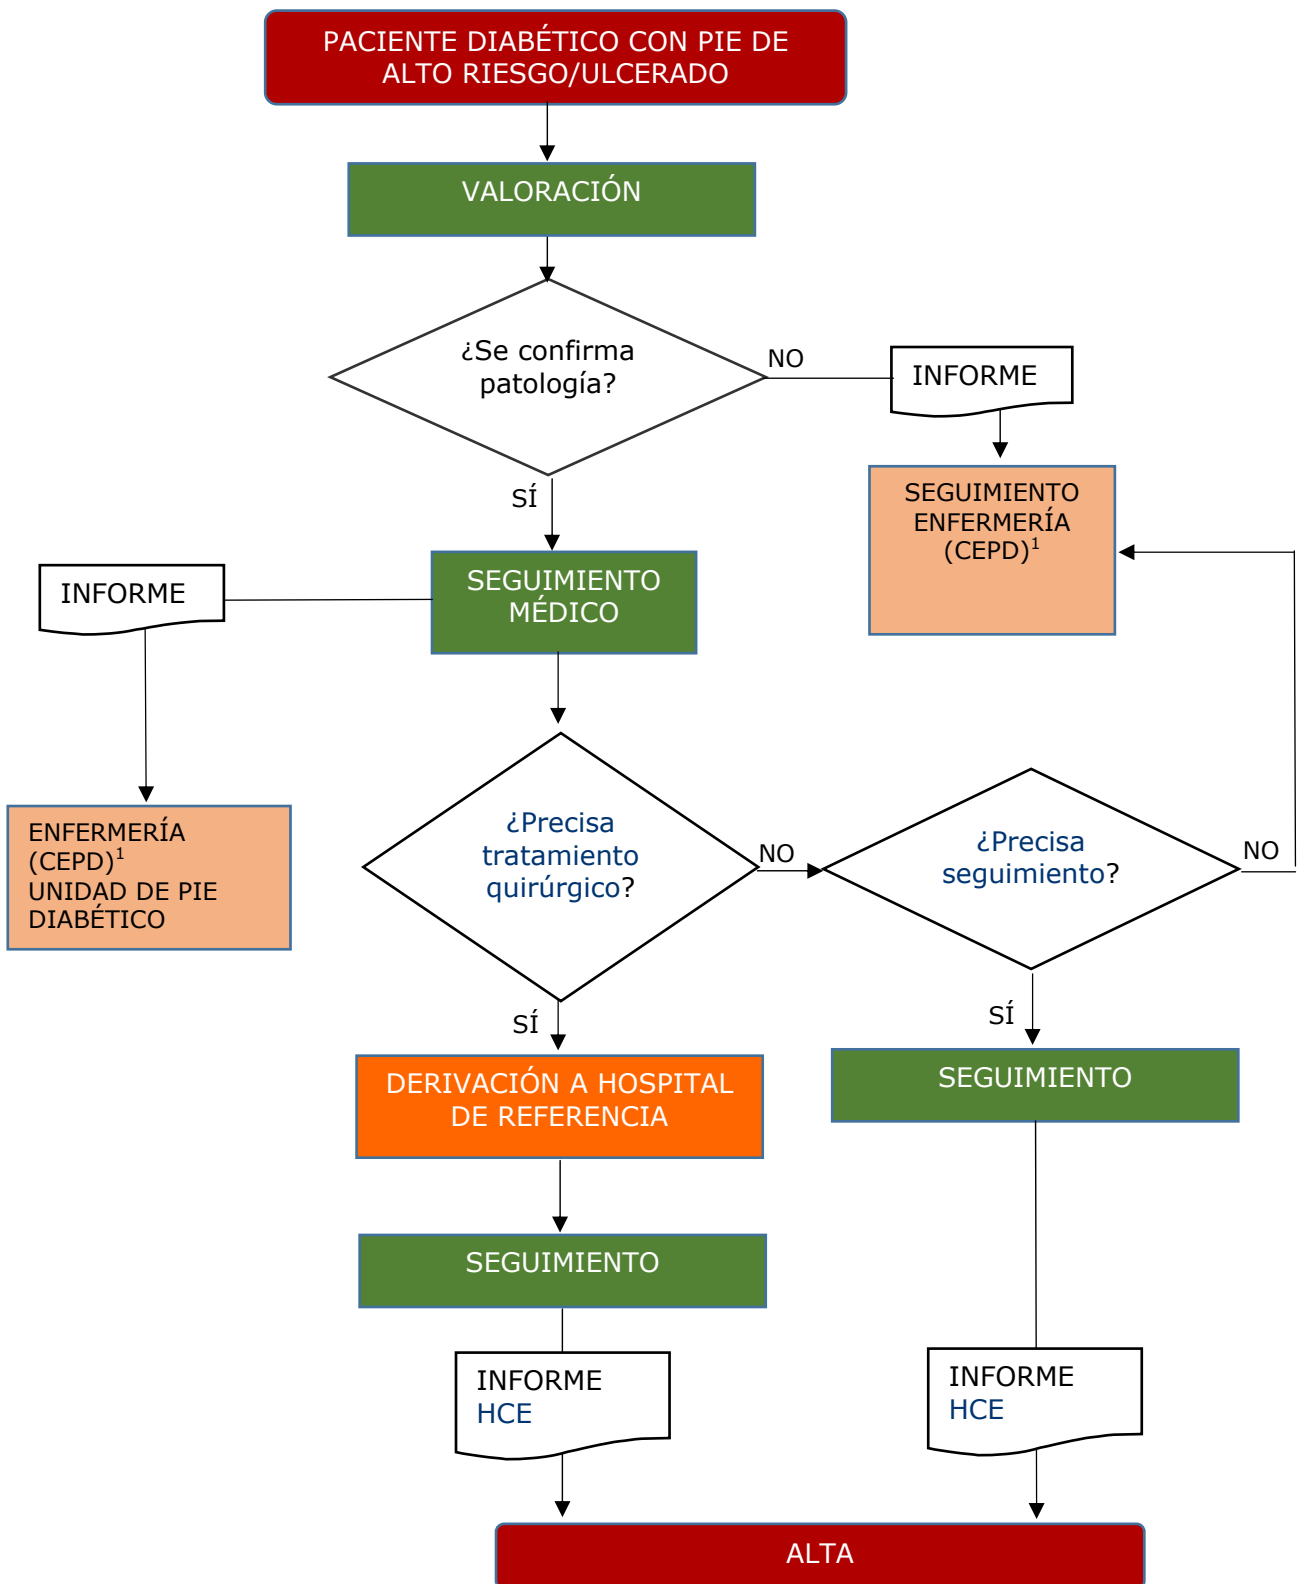 PACIENTE DIABÉTICO CON PIE DE
ALTO RIESGO/ULCERADO
VALORACIÓN
¿Se confirma
patología?
NO
INFORME
SÍ
SEGUIMIENTO
ENFERMERÍA
(CEPD)¹
SEGUIMIENTO
MÉDICO
INFORME
ENFERMERÍA
(CEPD)¹
UNIDAD DE PIE
DIABÉTICO
¿Precisa
tratamiento
quirúrgico?
NO
¿Precisa
seguimiento?
NO
SÍ
SÍ
DERIVACIÓN A HOSPITAL
DE REFERENCIA
SEGUIMIENTO
SEGUIMIENTO
INFORME
HCE
INFORME
HCE
ALTA